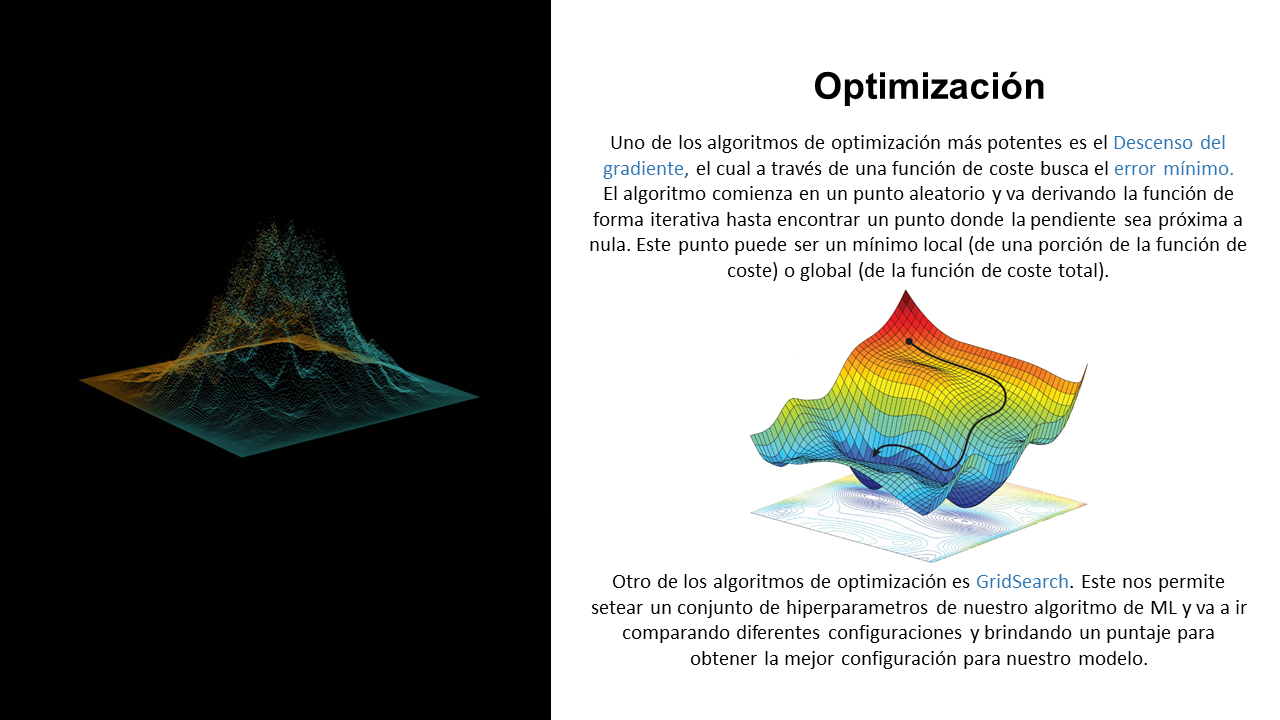 Optimización
Uno de los algoritmos de optimización más potentes es el Descenso del
gradiente, el cual a través de una función de coste busca el error mínimo.
El algoritmo comienza en un punto aleatorio y va derivando la función de
forma iterativa hasta encontrar un punto donde la pendiente sea próxima a
nula. Este punto puede ser un mínimo local (de una porción de la función de
coste) o global (de la función de coste total).
Otro de los algoritmos de optimización es GridSearch. Este nos permite
setear un conjunto de hiperparametros de nuestro algoritmo de ML y va a ir
comparando diferentes configuraciones y brindando un puntaje para
obtener la mejor configuración para nuestro modelo.